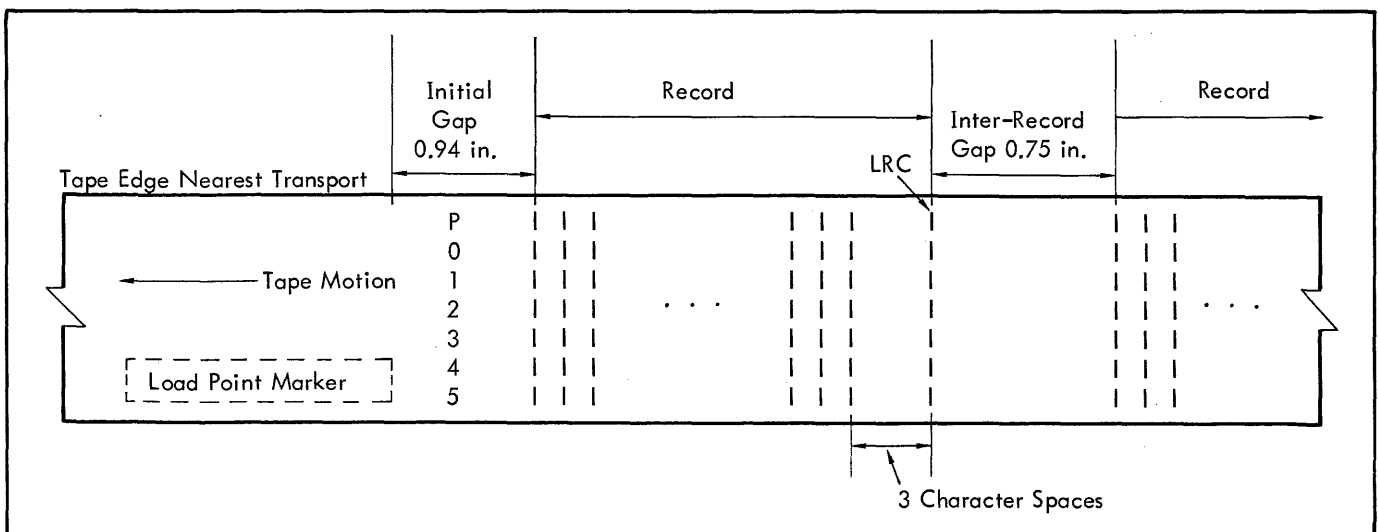 Initial
Gap
0.94 in.
Record
Inter-Record
Gap 0.75 in.
Record
LRC
Tape Edge Nearest Transport
P
0
1
2
3
4
5
Tape Motion
. . .
. . .
Load Point Marker
3 Character Spaces